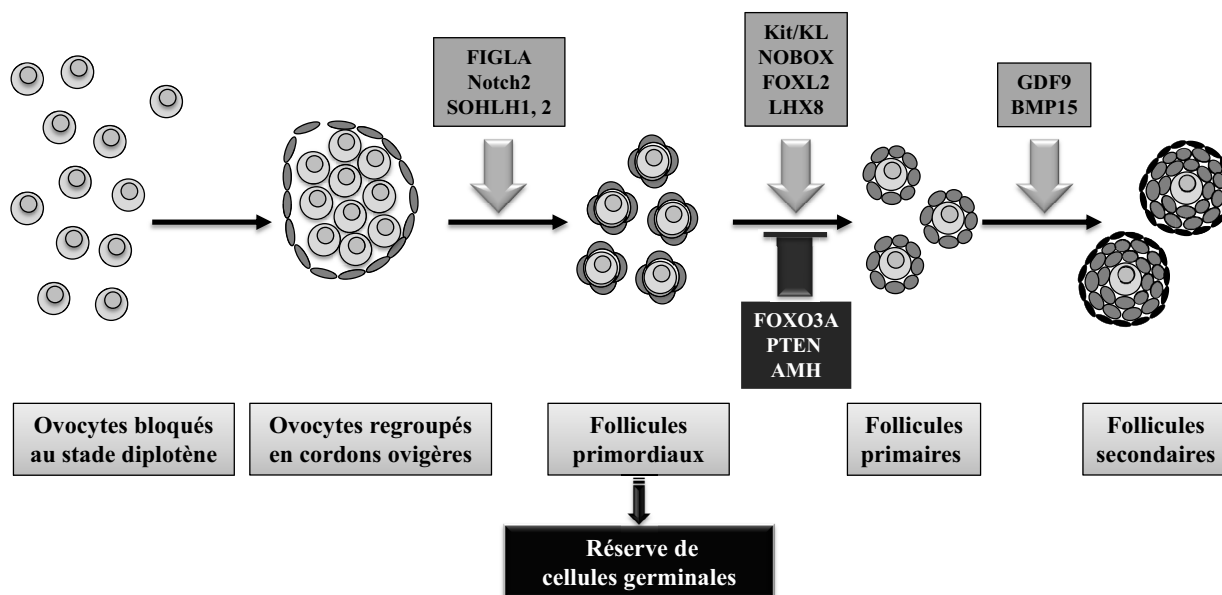 FIGLA
Notch2
SOHLH1, 2
Kit/KL
NOBOX
FOXL2
LHX8
GDF9
BMP15
FOXO3A
PTEN
AMH
Ovocytes bloqués
au stade diplotène
Ovocytes regroupés
en cordons ovigères
Follicules
primordiaux
Follicules
primaires
Follicules
secondaires
Réserve de
cellules germinales